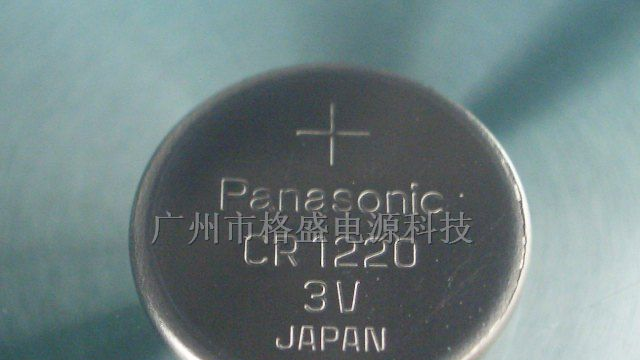 +
Panasonic
广州市格盛电源科技
CR1220
3V
JAPAN